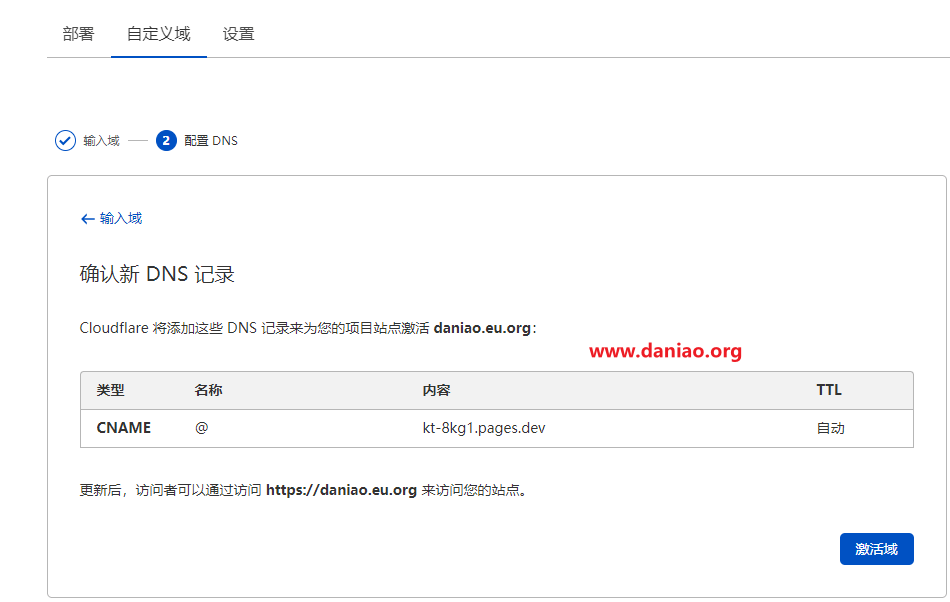 部署 自定义域 设置
输入域 2 配置 DNS
← 输入域
确认新 DNS 记录
Cloudflare 将添加这些 DNS 记录来为您的项目站点激活 daniao.eu.org：
www.daniao.org
类型 名称 内容 TTL
CNAME @ kt-8kg1.pages.dev 自动
更新后，访问者可以通过访问 https://daniao.eu.org 来访问您的站点。
激活域